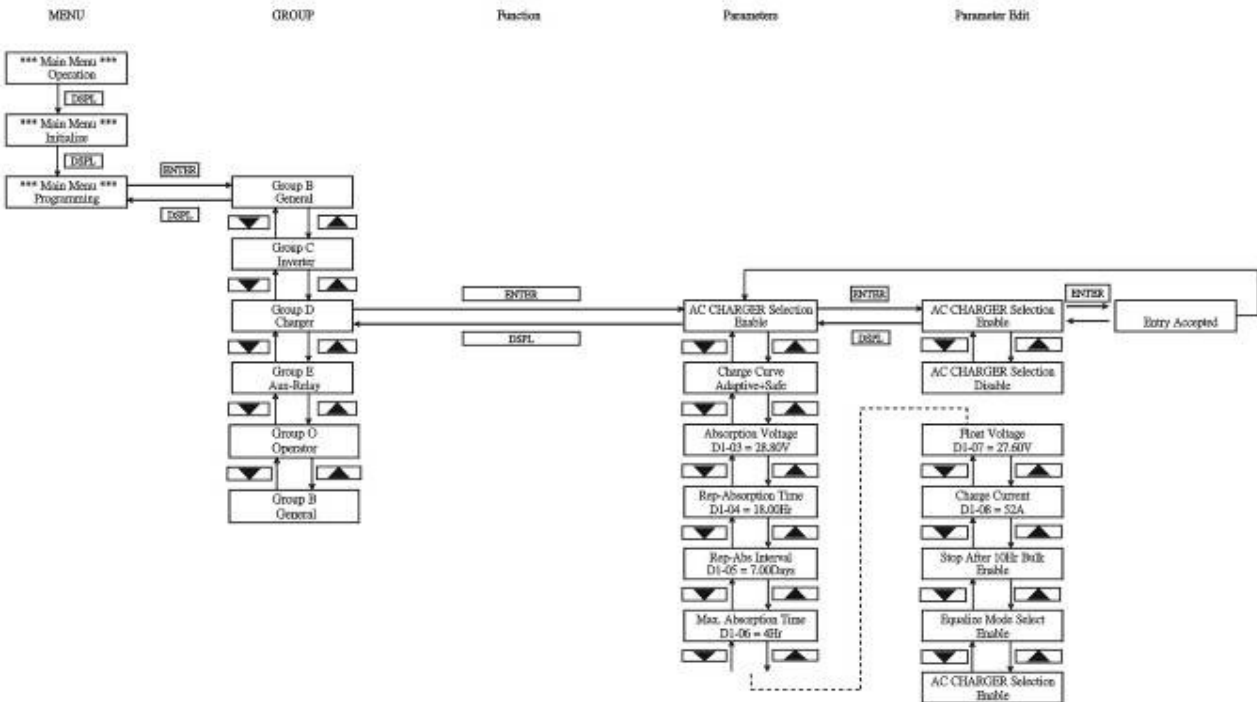 MENU
GROUP
Function
Parameters
Parameter Edit
*** Main Menu ***
Operation
DSPL
*** Main Menu ***
Initialize
DSPL
*** Main Menu ***
Programming
ENTER
DSPL
Group B
General
Group C
Inverter
Group D
Charger
Group E
Aux-Relay
Group O
Operator
Group B
General
ENTER
DSPL
AC CHARGER Selection
Enable
Charge Curve
Adaptive+Safe
Absorption Voltage
D1-03 = 28.80V
Rep-Absorption Time
D1-04 = 18.00Hr
Rep-Abs Interval
D1-05 = 7.00Days
Max. Absorption Time
D1-06 = 4Hr
ENTER
DSPL
AC CHARGER Selection
Enable
AC CHARGER Selection
Disable
Float Voltage
D1-07 = 27.60V
Charge Current
D1-08 = 52A
Stop After 10Hr Bulk
Enable
Equalize Mode Select
Enable
AC CHARGER Selection
Enable
ENTER
Entry Accepted